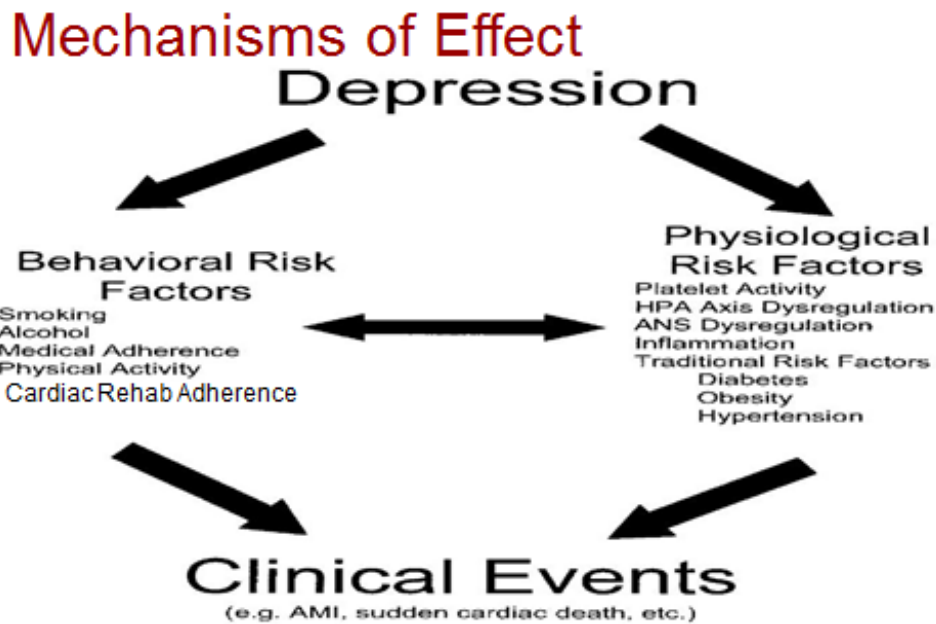 Mechanisms of Effect
Depression
Behavioral Risk
Factors
Smoking
Alcohol
Medical Adherence
Physical Activity
Cardiac Rehab Adherence
Physiological
Risk Factors
Platelet Activity
HPA Axis Dysregulation
ANS Dysregulation
Inflammation
Traditional Risk Factors
Diabetes
Obesity
Hypertension
Clinical Events
(e.g. AMI, sudden cardiac death, etc.)